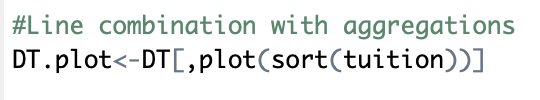 #Line combination with aggregations
DT.plot<-DT[,plot(sort(tuition))]